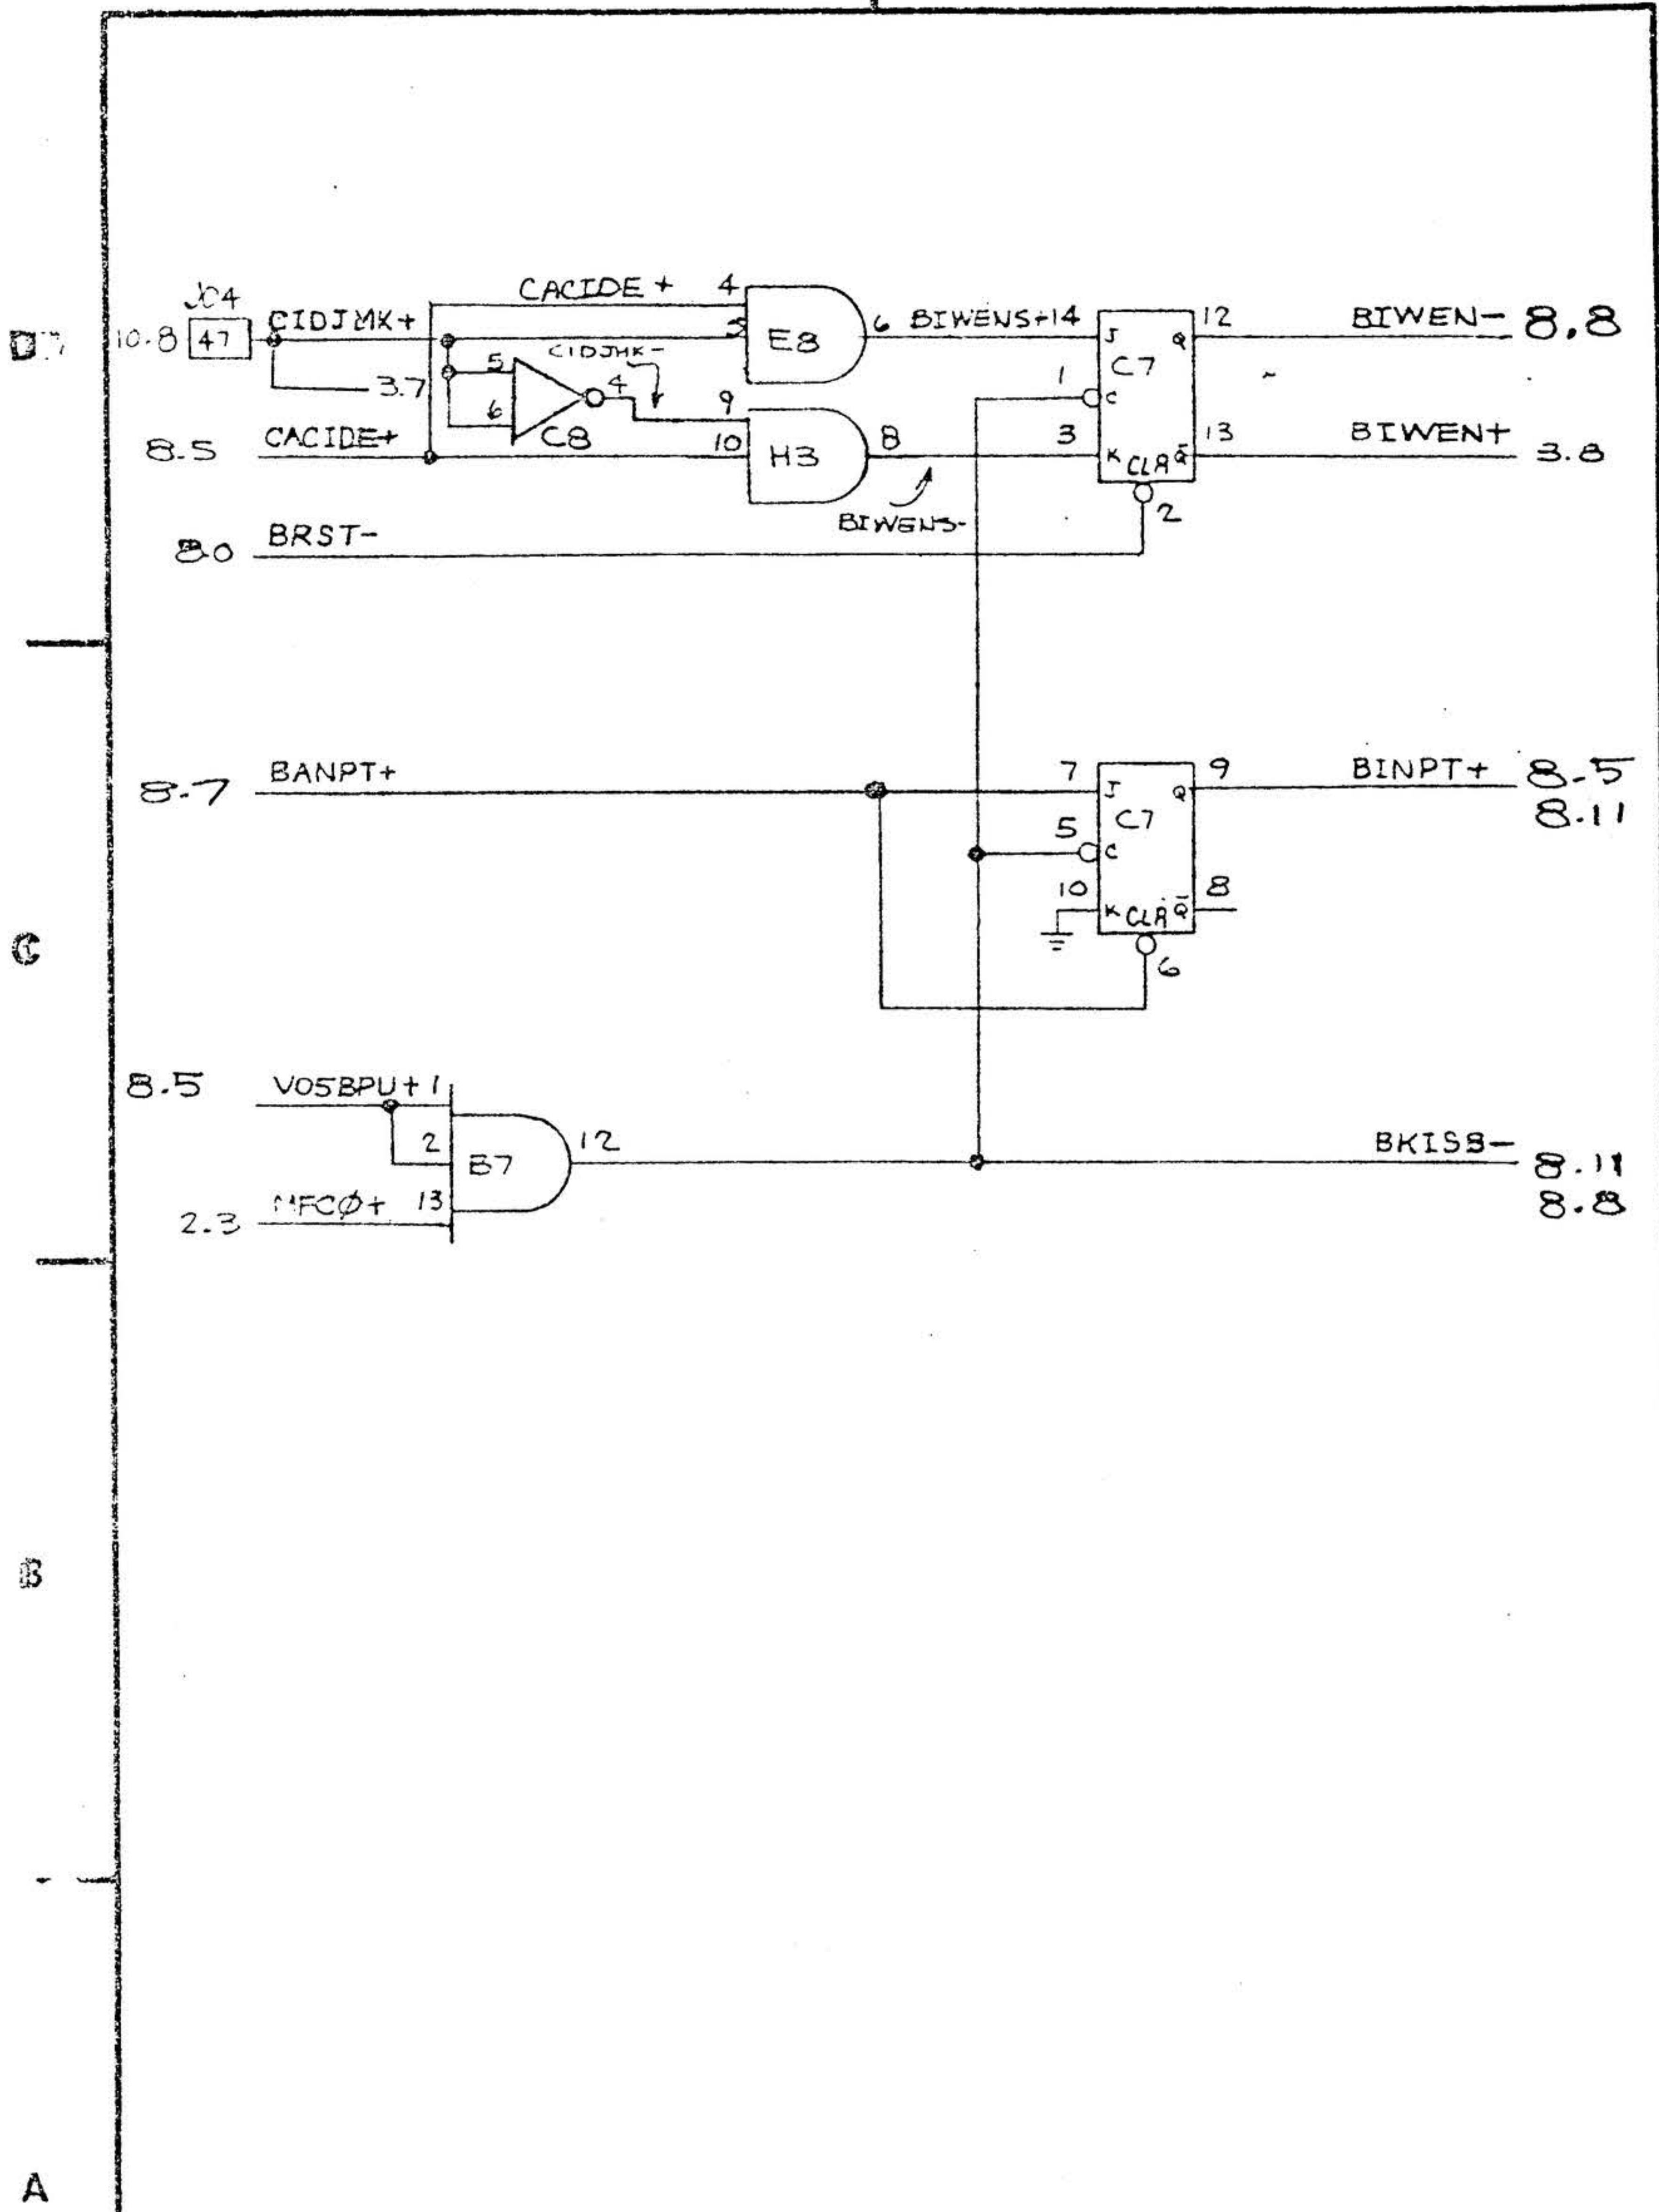 CACIDE+ 4
J04
10.8 47 CIDJMK+
D
3.7
5
6
C8
CIDJMK-
4
E8
6 BIWENS+ 14
J Q
C7
1
C
12 BIWEN- 8.8
8.5 CACIDE+
9
10
H3
8
3
K CLR Q̄
13 BIWEN+ 3.8
BIWENS-
2
8.0 BRST-
8.7 BANPT+
7
J Q
C7
5
C
10
K CLR Q̄
9 BINPT+ 8.5
8.11
8
6
C
8.5 V05BPU+ 1
2
B7
12
BKISB- 8.11
8.8
2.3 MFCØ+ 13
B
A